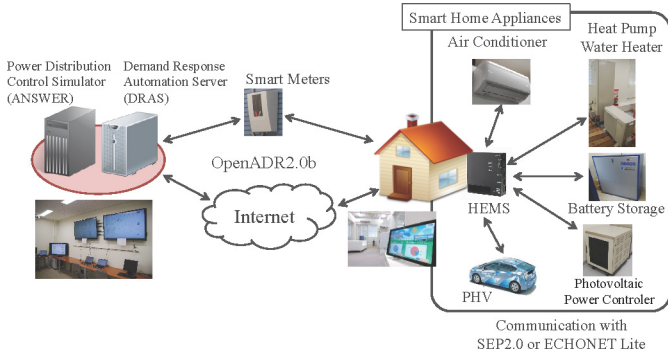 Smart Home Appliances
Air Conditioner
Heat Pump
Water Heater
Power Distribution
Control Simulator
(ANSWER)
Demand Response
Automation Server
(DRAS)
Smart Meters
OpenADR2.0b
Internet
HEMS
Battery Storage
PHV
Photovoltaic
Power Controler
Communication with
SEP2.0 or ECHONET Lite